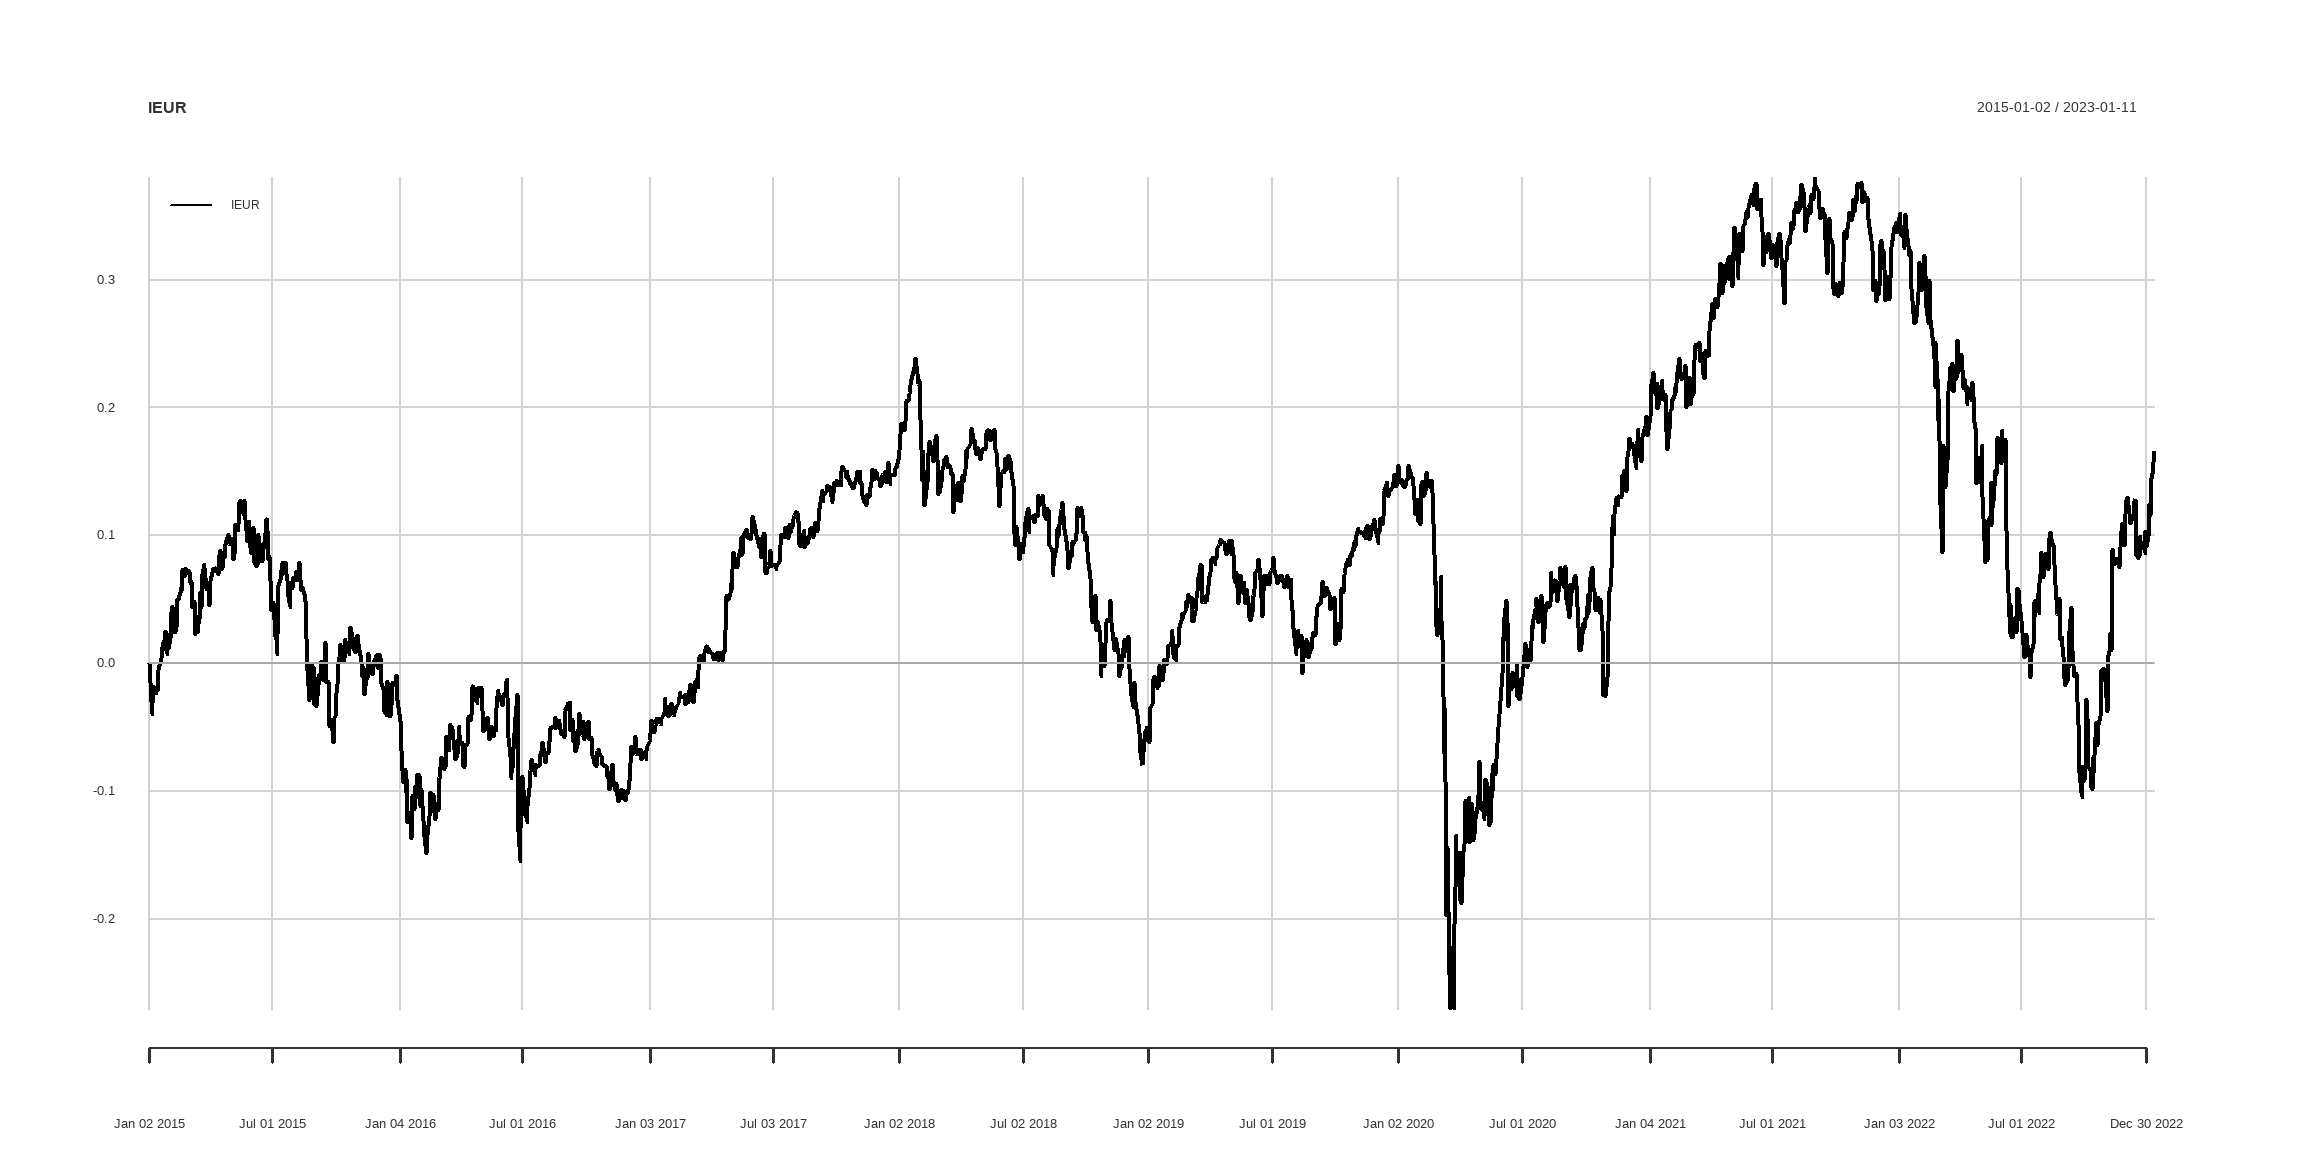 IEUR
2015-01-02 / 2023-01-11
IEUR
0.3
0.2
0.1
0.0
-0.1
-0.2
Jan 02 2015
Jul 01 2015
Jan 04 2016
Jul 01 2016
Jan 03 2017
Jul 03 2017
Jan 02 2018
Jul 02 2018
Jan 02 2019
Jul 01 2019
Jan 02 2020
Jul 01 2020
Jan 04 2021
Jul 01 2021
Jan 03 2022
Jul 01 2022
Dec 30 2022